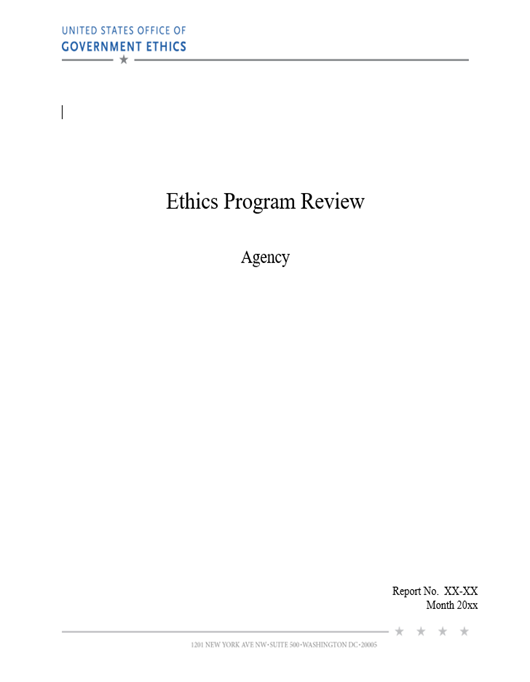 UNITED STATES OFFICE OF
GOVERNMENT ETHICS
Ethics Program Review
Agency
Report No. XX-XX
Month 20xx
1201 NEW YORK AVE NW•SUITE 500•WASHINGTON DC•20005